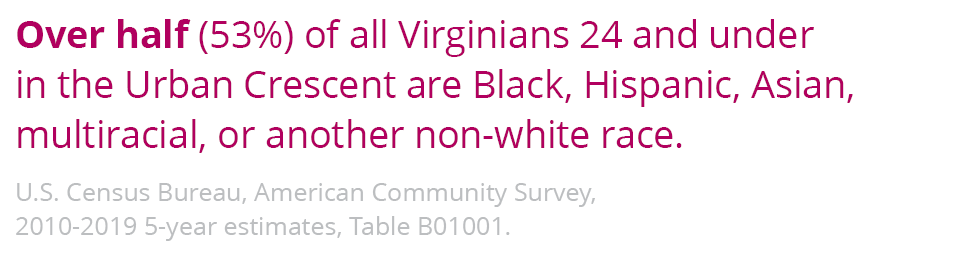 Over half (53%) of all Virginians 24 and under
in the Urban Crescent are Black, Hispanic, Asian,
multiracial, or another non-white race.
U.S. Census Bureau, American Community Survey,
2010-2019 5-year estimates, Table B01001.